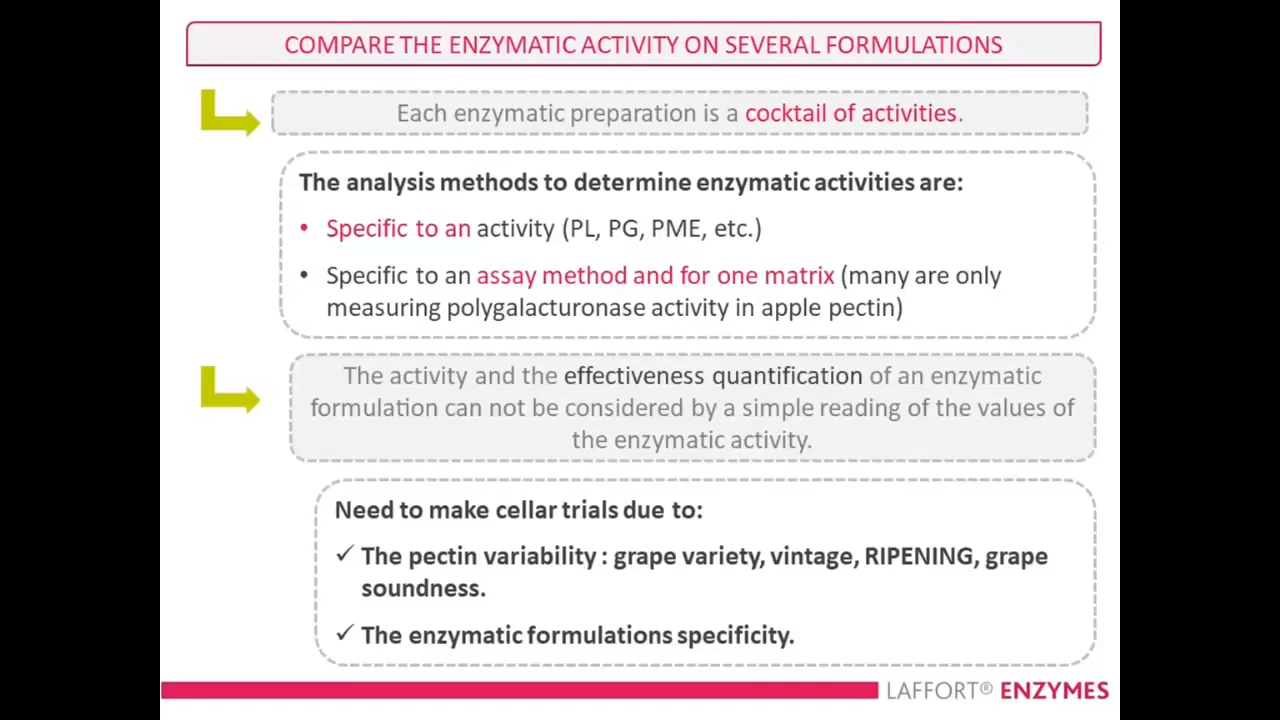 COMPARE THE ENZYMATIC ACTIVITY ON SEVERAL FORMULATIONS
Each enzymatic preparation is a cocktail of activities.
The analysis methods to determine enzymatic activities are:
• Specific to an activity (PL, PG, PME, etc.)
• Specific to an assay method and for one matrix (many are only
measuring polygalacturonase activity in apple pectin)
The activity and the effectiveness quantification of an enzymatic
formulation can not be considered by a simple reading of the values of
the enzymatic activity.
Need to make cellar trials due to:
✓ The pectin variability : grape variety, vintage, RIPENING, grape
soundness.
✓ The enzymatic formulations specificity.
LAFFORT® ENZYMES